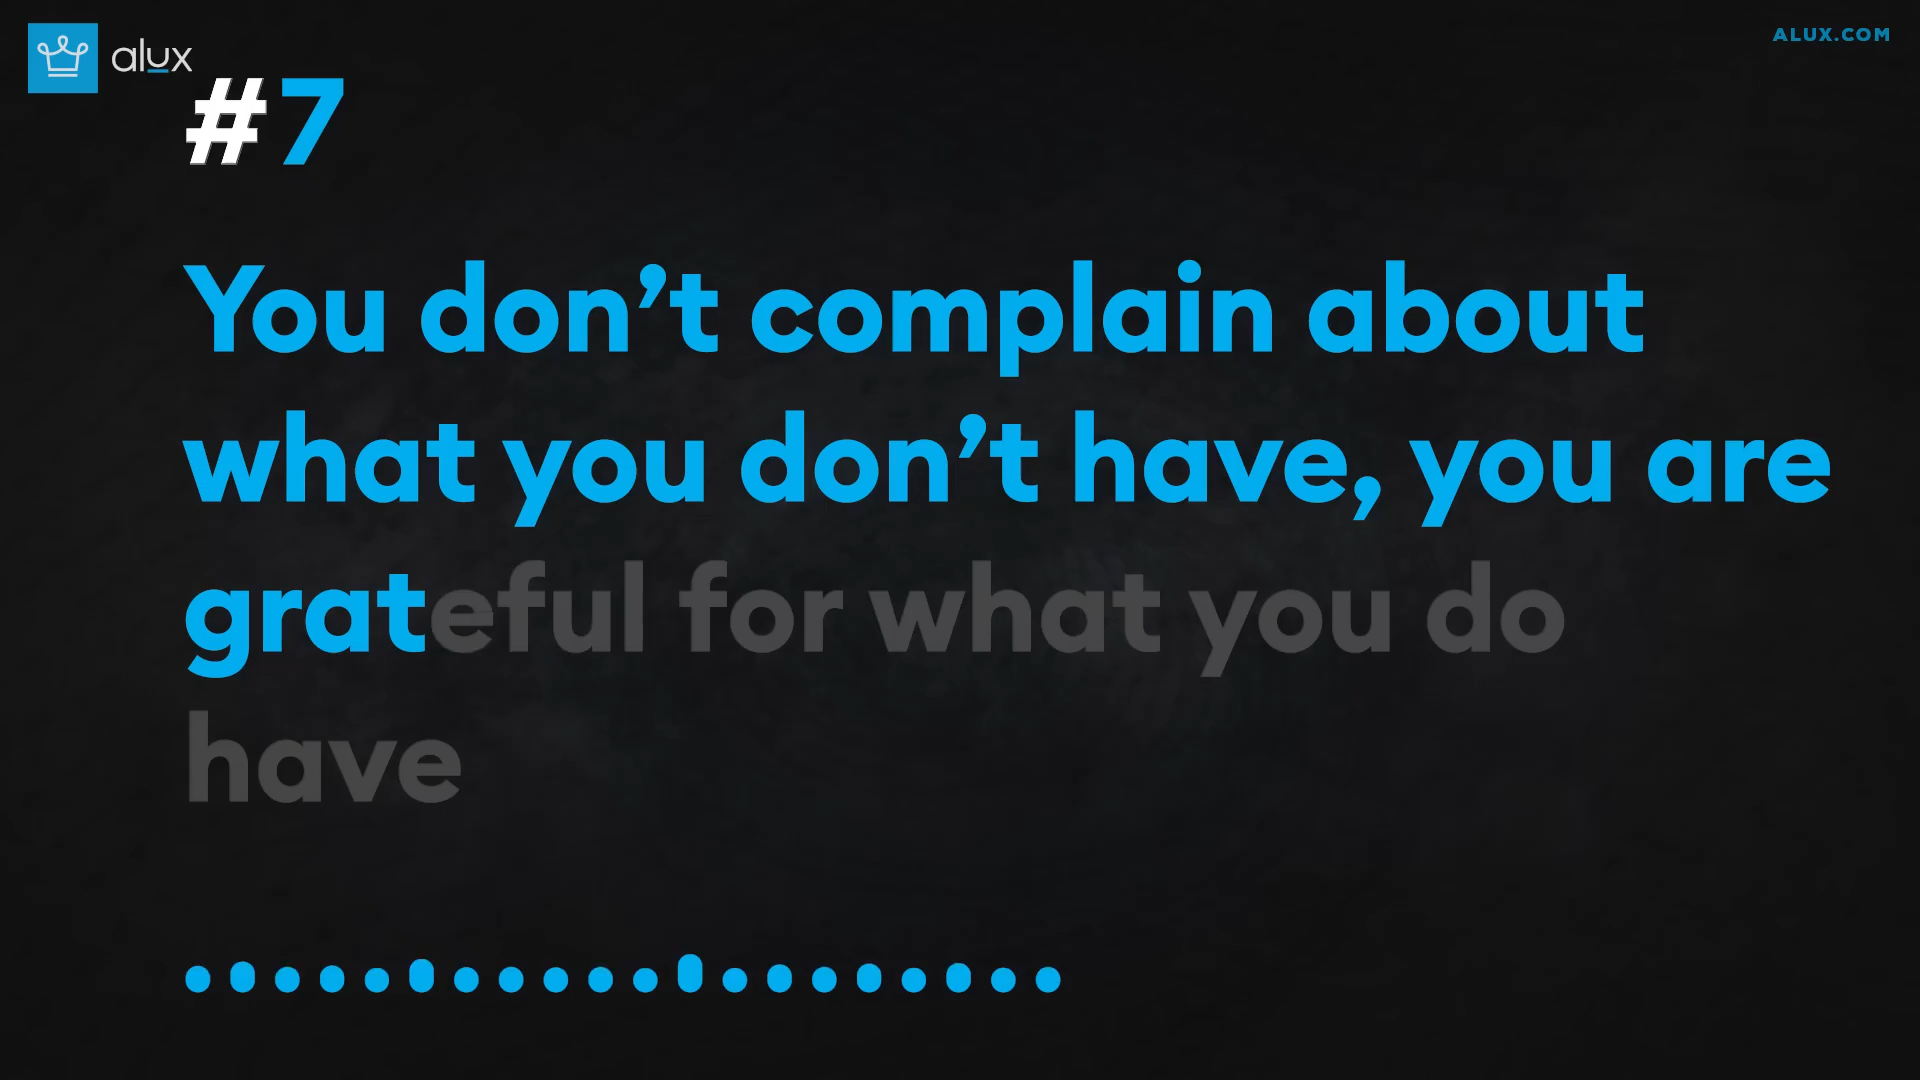 alux
ALUX.COM
#7
You don’t complain about
what you don’t have, you are
grateful for what you do
have